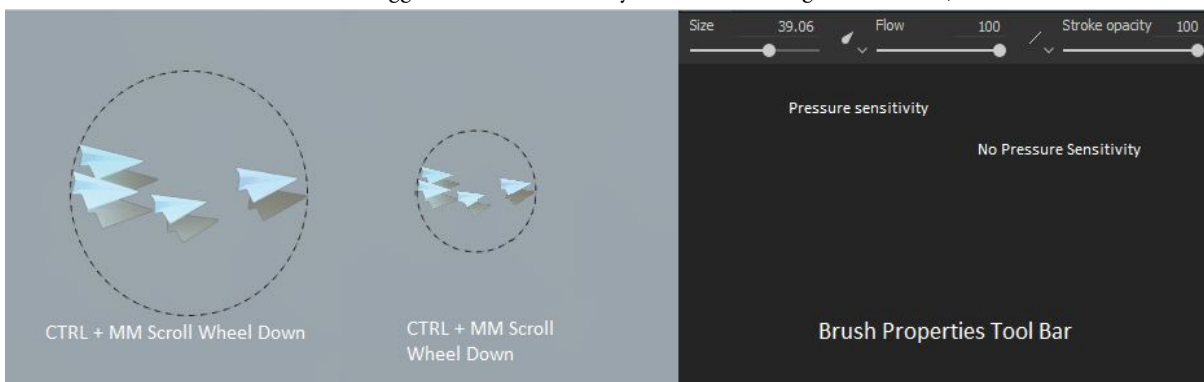 Size 39.06 Flow 100 Stroke opacity 100
Pressure sensitivity
No Pressure Sensitivity
CTRL + MM Scroll Wheel Down
CTRL + MM Scroll
Wheel Down
Brush Properties Tool Bar